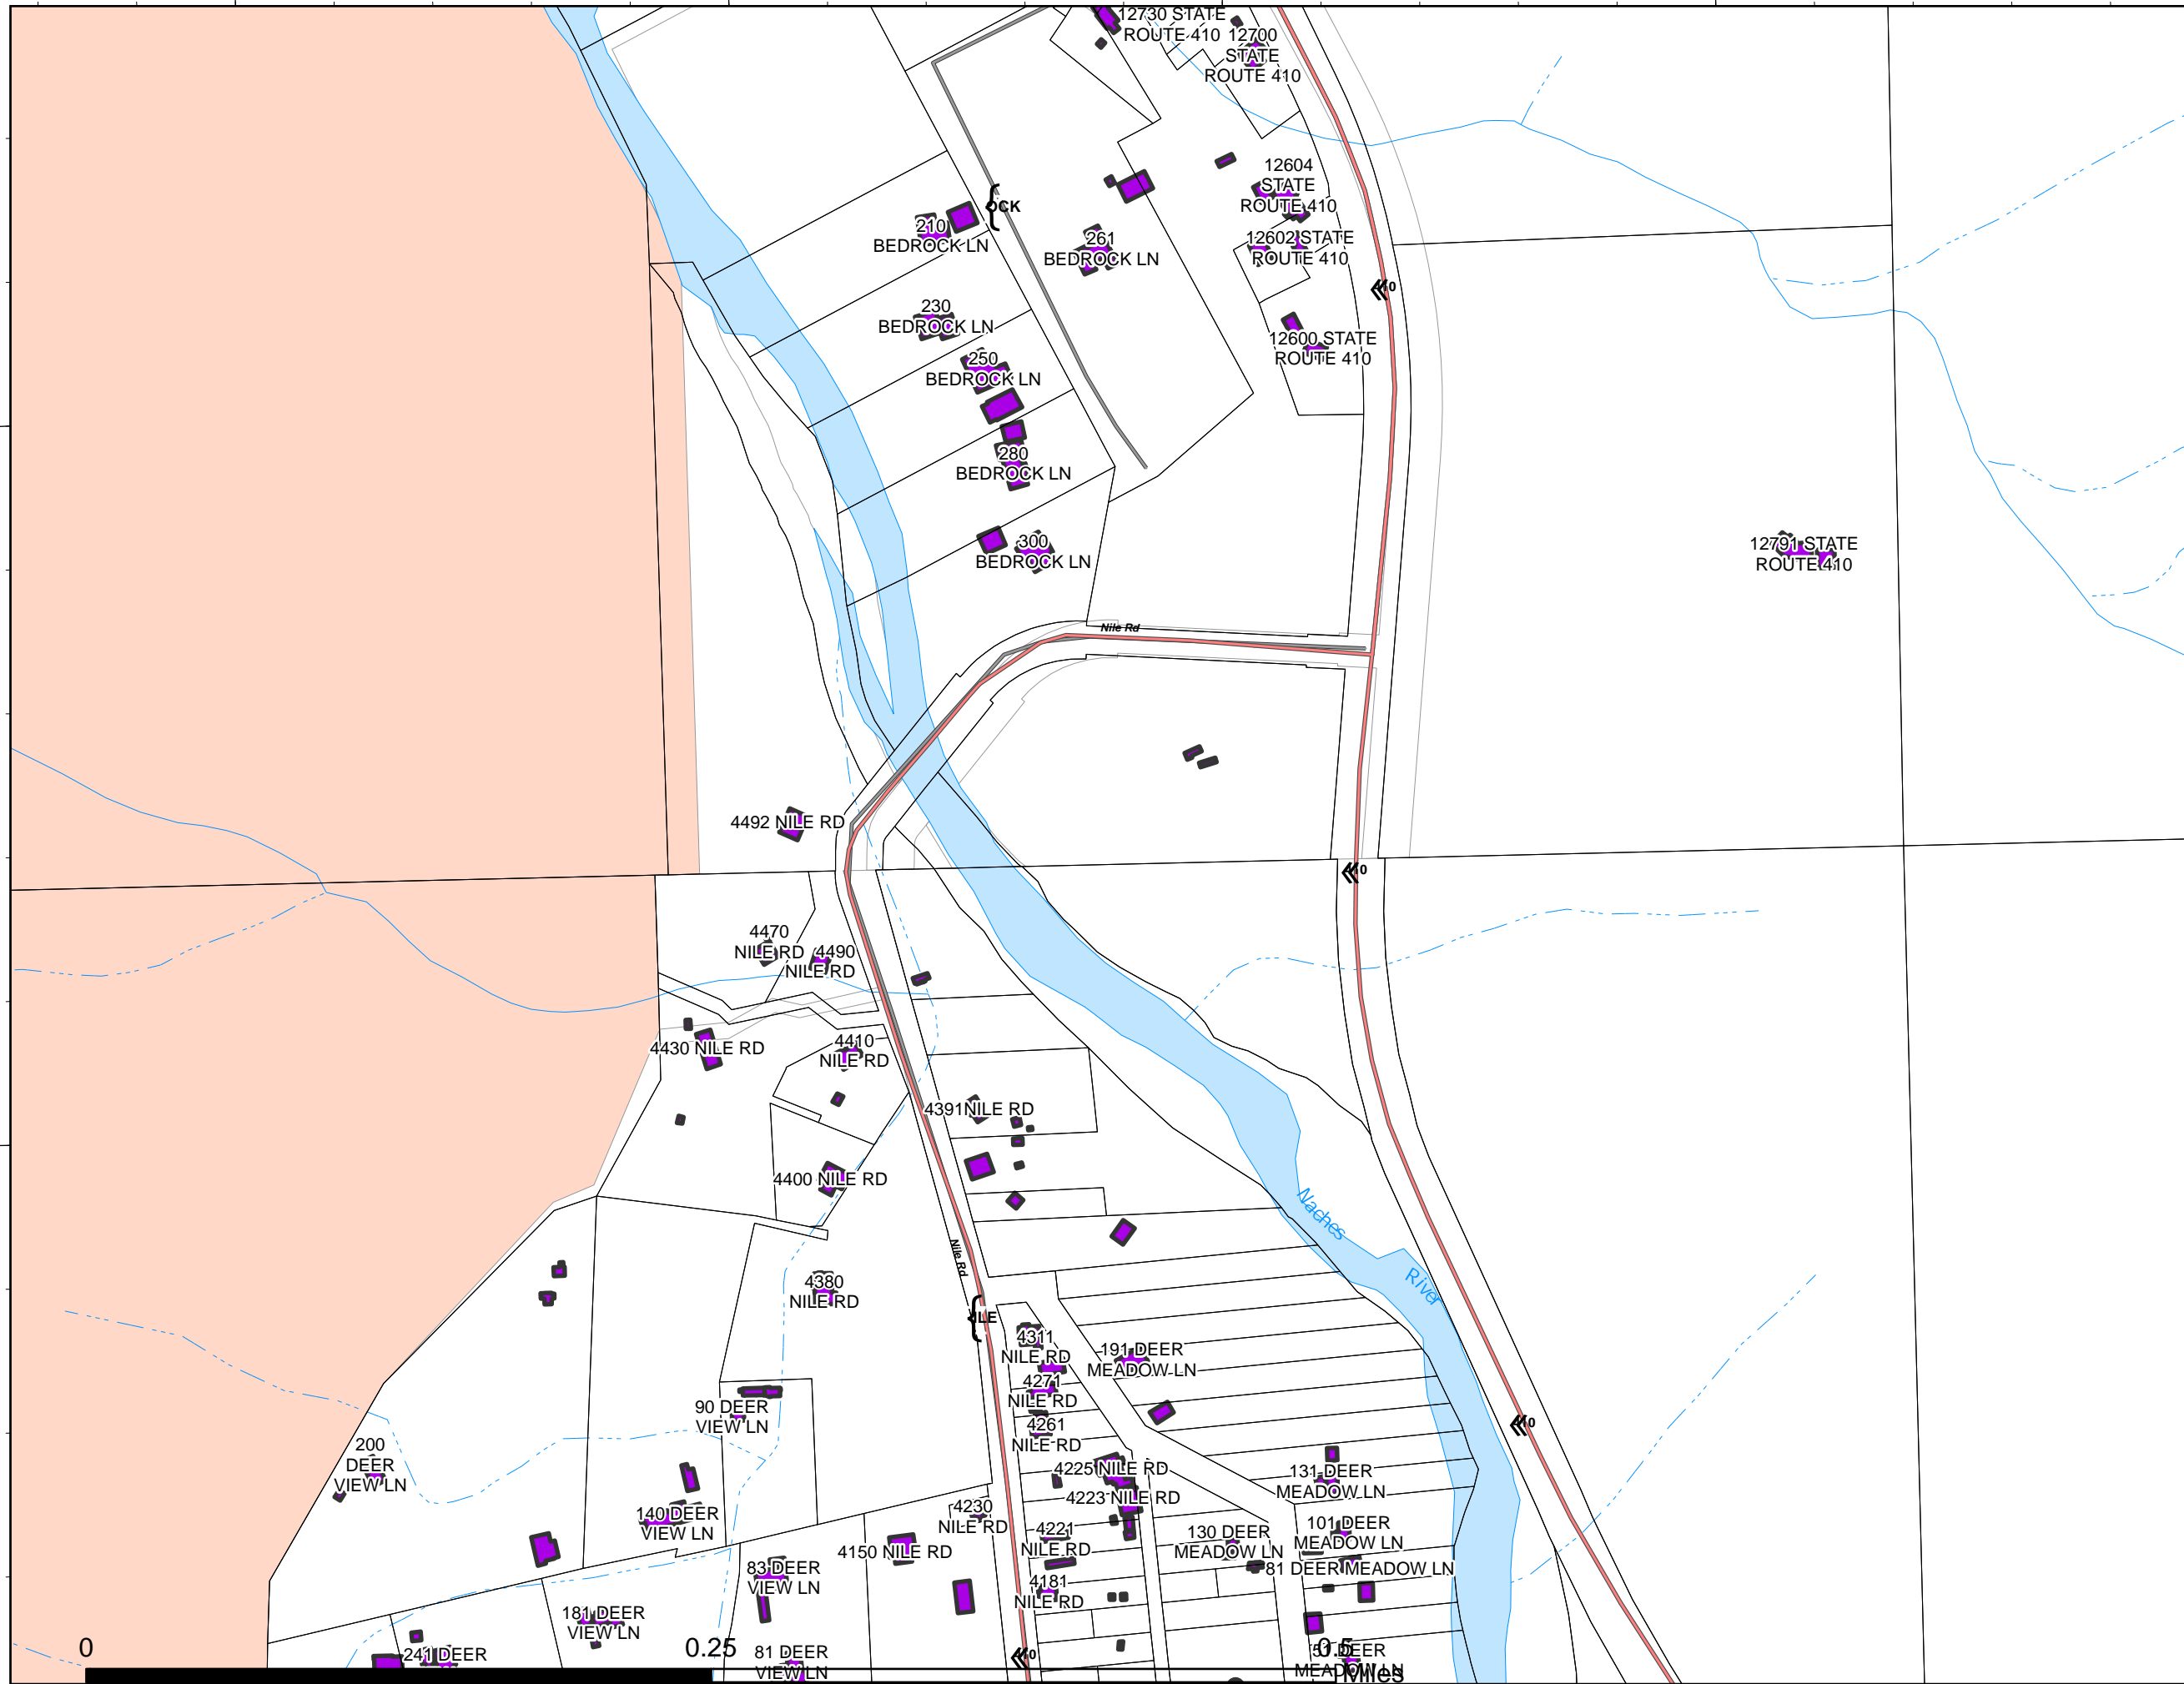 12730 STATE
ROUTE 410
12700
STATE
ROUTE 410
12604
STATE
ROUTE 410
210
BEDROCK LN
261
BEDROCK LN
12602 STATE
ROUTE 410
230
BEDROCK LN
12600 STATE
ROUTE 410
250
BEDROCK LN
280
BEDROCK LN
300
BEDROCK LN
12791 STATE
ROUTE 410
Nile Rd
4492 NILE RD
4470
NILE RD
4490
NILE RD
4430 NILE RD
4410
NILE RD
4391NILE RD
4400 NILE RD
Naches
River
Nile Rd
4380
NILE RD
4311
NILE RD
191 DEER
MEADOW LN
4271
NILE RD
90 DEER
VIEW LN
4261
NILE RD
200
DEER
VIEW LN
4225 NILE RD
131 DEER
MEADOW LN
4223 NILE RD
140 DEER
VIEW LN
4230
NILE RD
4221
NILE RD
130 DEER
MEADOW LN
101 DEER
MEADOW LN
4150 NILE RD
81 DEER MEADOW LN
83 DEER
VIEW LN
4181
NILE RD
181 DEER
VIEW LN
241 DEER
81 DEER
VIEW LN
51 DEER
MEADOW LN
0
0.25
0.5
Miles